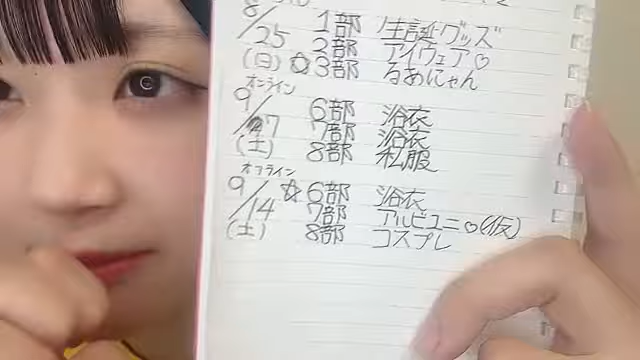 8/25 1部 生誕グッズ
2部 アイウェア♡
(日) ☆3部 るあにゃん
オンライン
9/7 6部 浴衣
7部 浴衣
(土) 8部 私服
オフライン
9/14 ☆6部 浴衣
7部 アルビユニ♡(仮)
(土) 8部 コスプレ